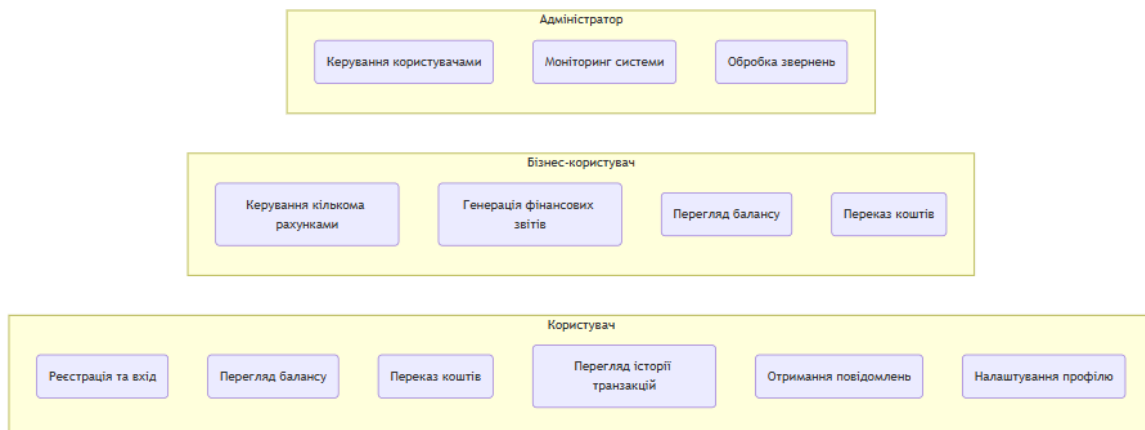 Адміністратор
Керування користувачами
Моніторинг системи
Обробка звернень
Бізнес-користувач
Керування кількома
рахунками
Генерація фінансових
звітів
Перегляд балансу
Переказ коштів
Користувач
Реєстрація та вхід
Перегляд балансу
Переказ коштів
Перегляд історії
транзакцій
Отримання повідомлень
Налаштування профілю